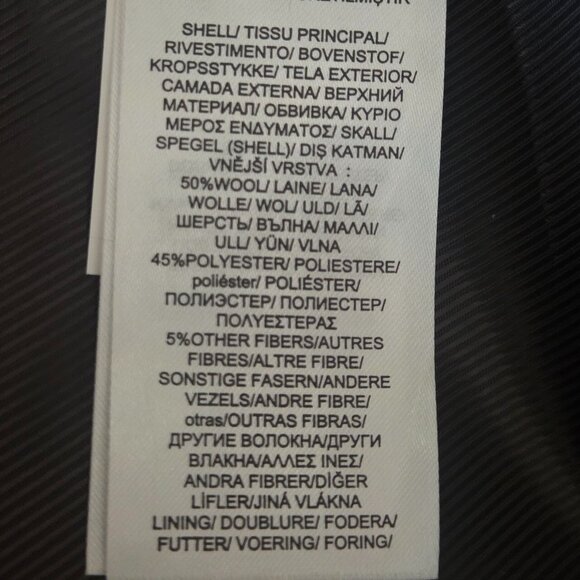 SHELL/ TISSU PRINCIPAL/
RIVESTIMENTO/ BOVENSTOF/
KROPSSTYKKE/ TELA EXTERIOR/
CAMADA EXTERNA/ ВЕРХНИЙ
МАТЕРИАЛ/ ОБВИВКА/ ΚΥΡΙΟ
ΜΕΡΟΣ ΕΝΔΥΜΑΤΟΣ/ SKALL/
SPEGEL (SHELL)/ DIŞ KATMAN/
VNĚJŠÍ VRSTVA :
50%WOOL/ LAINE/ LANA/
WOLLE/ WOL/ ULD/ LÃ/
ШЕРСТЬ/ ВЪЛНА/ ΜΑΛΛΙ/
ULL/ YÜN/ VLNA
45%POLYESTER/ POLIESTERE/
poliéster/ POLIÉSTER/
ПОЛИЭСТЕР/ ПОЛИЕСТЕР/
ΠΟΛΥΕΣΤΕΡΑΣ
5%OTHER FIBERS/AUTRES
FIBRES/ALTRE FIBRE/
SONSTIGE FASERN/ANDERE
VEZELS/ANDRE FIBRE/
otras/OUTRAS FIBRAS/
ДРУГИЕ ВОЛОКНА/ДРУГИ
ВЛАКНА/ΑΛΛΕΣ ΙΝΕΣ/
ANDRA FIBRER/DİĞER
LİFLER/JINÁ VLÁKNA
LINING/ DOUBLURE/ FODERA/
FUTTER/ VOERING/ FORING/